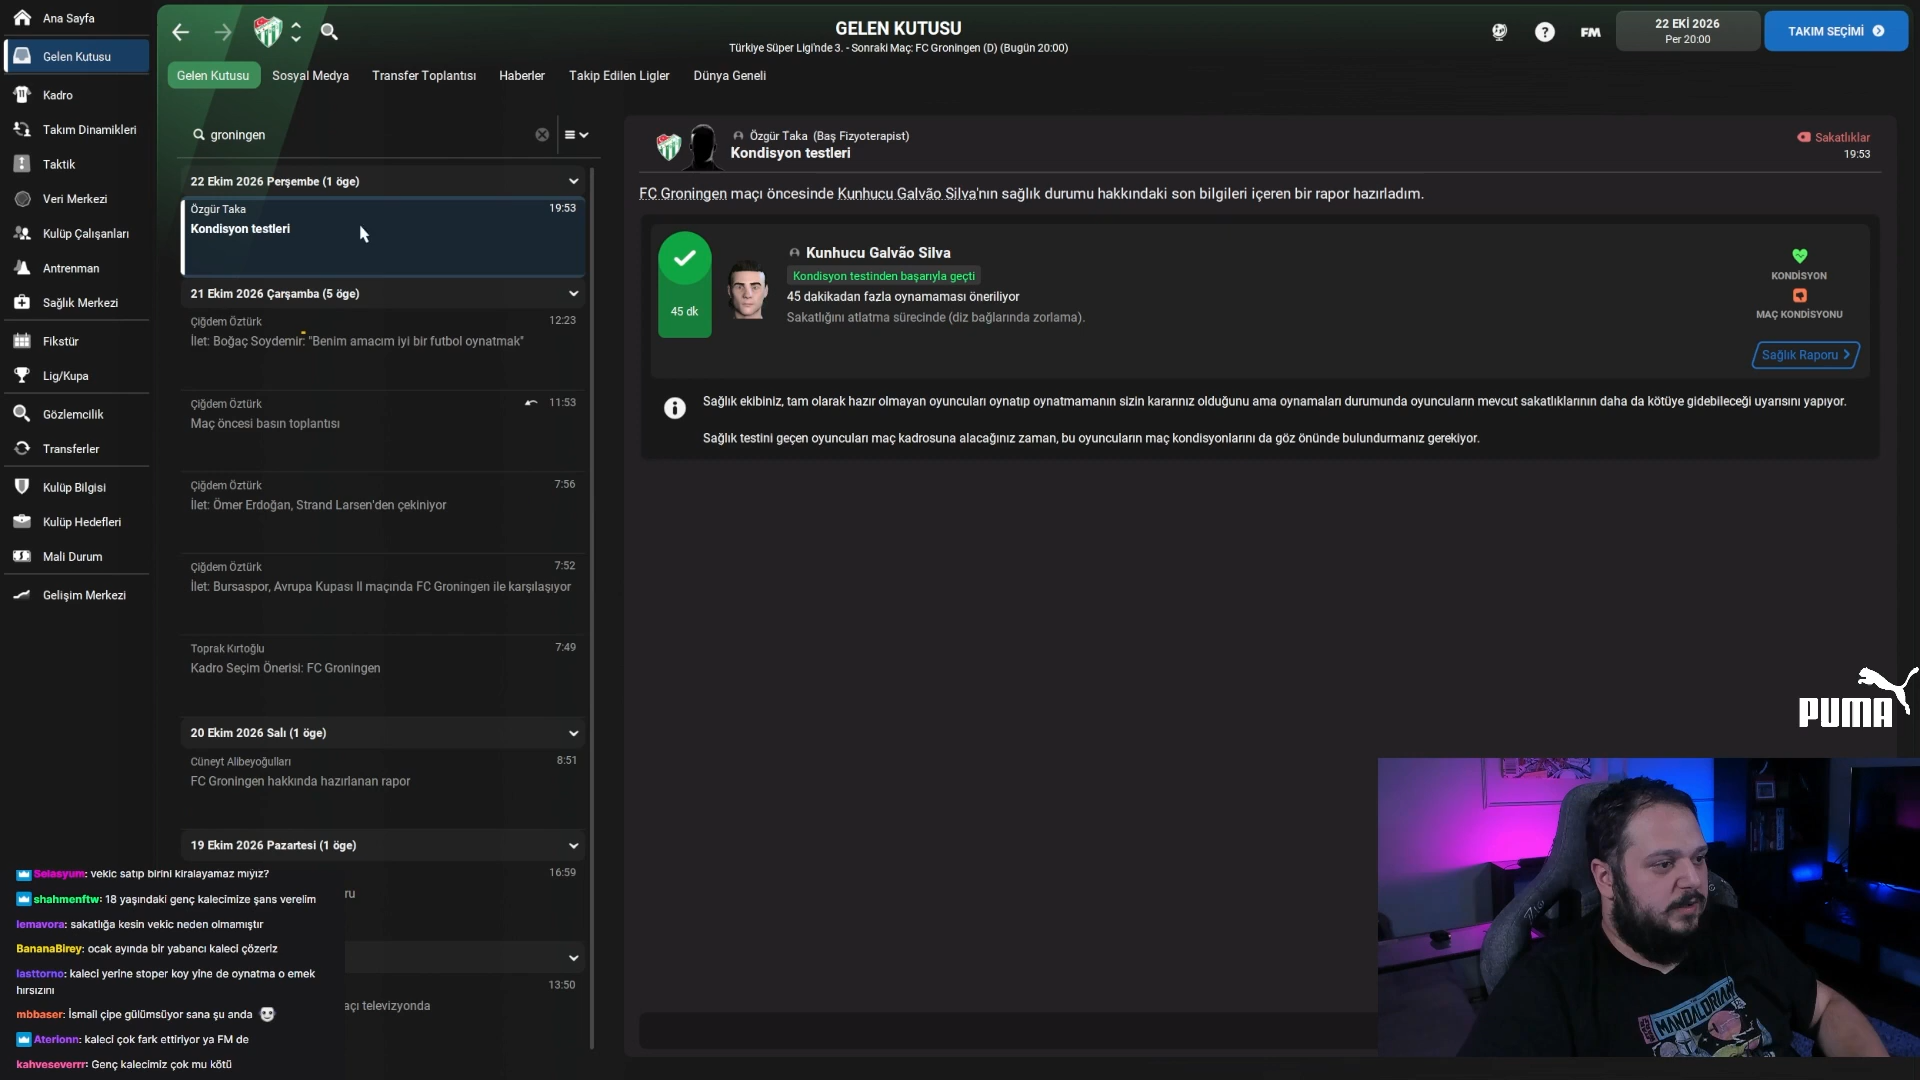 Ana Sayfa
Gelen Kutusu
Kadro
Takım Dinamikleri
Taktik
Veri Merkezi
Kulüp Çalışanları
Antrenman
Sağlık Merkezi
Fikstür
Lig/Kupa
Gözlemcilik
Transferler
Kulüp Bilgisi
Kulüp Hedefleri
Mali Durum
Gelişim Merkezi
GELEN KUTUSU
Türkiye Süper Ligi'nde 3. - Sonraki Maç: FC Groningen (D) (Bugün 20:00)
FM
22 EKİ 2026
Per 20:00
TAKIM SEÇİMİ
Gelen Kutusu
Sosyal Medya
Transfer Toplantısı
Haberler
Takip Edilen Ligler
Dünya Geneli
groningen
22 Ekim 2026 Perşembe (1 öge)
Özgür Taka 19:53
Kondisyon testleri
21 Ekim 2026 Çarşamba (5 öge)
Çiğdem Öztürk 12:23
İlet: Boğaç Soydemir: "Benim amacım iyi bir futbol oynatmak"
Çiğdem Öztürk 11:53
Maç öncesi basın toplantısı
Çiğdem Öztürk 7:56
İlet: Ömer Erdoğan, Strand Larsen'den çekiniyor
Çiğdem Öztürk 7:52
İlet: Bursaspor, Avrupa Kupası II maçında FC Groningen ile karşılaşıyor
Toprak Kırtoğlu 7:49
Kadro Seçim Önerisi: FC Groningen
20 Ekim 2026 Salı (1 öge)
Cüneyt Alibeyoğulları 8:51
FC Groningen hakkında hazırlanan rapor
19 Ekim 2026 Pazartesi (1 öge)
16:59
ru
13:50
açı televizyonda
Özgür Taka (Baş Fizyoterapist)
Kondisyon testleri
Sakatlıklar
19:53
FC Groningen maçı öncesinde Kunhucu Galvão Silva'nın sağlık durumu hakkındaki son bilgileri içeren bir rapor hazırladım.
45 dk
Kunhucu Galvão Silva
Kondisyon testinden başarıyla geçti
45 dakikadan fazla oynamaması öneriliyor
Sakatlığını atlatma sürecinde (diz bağlarında zorlama).
KONDİSYON
MAÇ KONDİSYONU
Sağlık Raporu
Sağlık ekibiniz, tam olarak hazır olmayan oyuncuları oynatıp oynatmamanın sizin kararınız olduğunu ama oynamaları durumunda oyuncuların mevcut sakatlıklarının daha da kötüye gidebileceği uyarısını yapıyor.
Sağlık testini geçen oyuncuları maç kadrosuna alacağınız zaman, bu oyuncuların maç kondisyonlarını da göz önünde bulundurmanız gerekiyor.
PUMA
Selasyum: vekic satıp birini kiralayamaz mıyız?
shahmenftw: 18 yaşındaki genç kalecimize şans verelim
lemavora: sakatlığa kesin vekic neden olmamıştır
BananaBirey: ocak ayında bir yabancı kaleci çözeriz
lasttorno: kaleci yerine stoper koy yine de oynatma o emek
hırsızını
mbbaser: İsmail çipe gülümsüyor sana şu anda
Aterionn: kaleci çok fark ettiriyor ya FM de
kahveseverrr: Genç kalecimiz çok mu kötü
MANDALORIAN